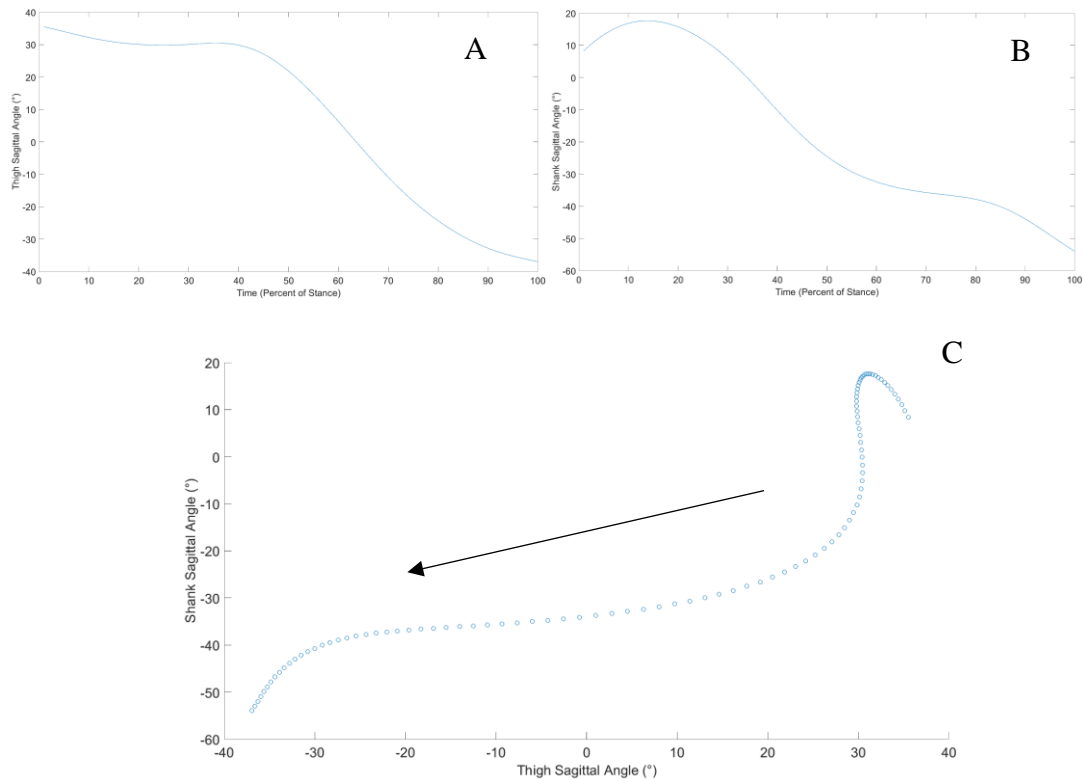 A
Thigh Sagittal Angle (°)
40
30
20
10
0
-10
-20
-30
-40
0 10 20 30 40 50 60 70 80 90 100
Time (Percent of Stance)
B
Shank Sagittal Angle (°)
20
10
0
-10
-20
-30
-40
-50
-60
0 10 20 30 40 50 60 70 80 90 100
Time (Percent of Stance)
C
Shank Sagittal Angle (°)
20
10
0
-10
-20
-30
-40
-50
-60
-40 -30 -20 -10 0 10 20 30 40
Thigh Sagittal Angle (°)